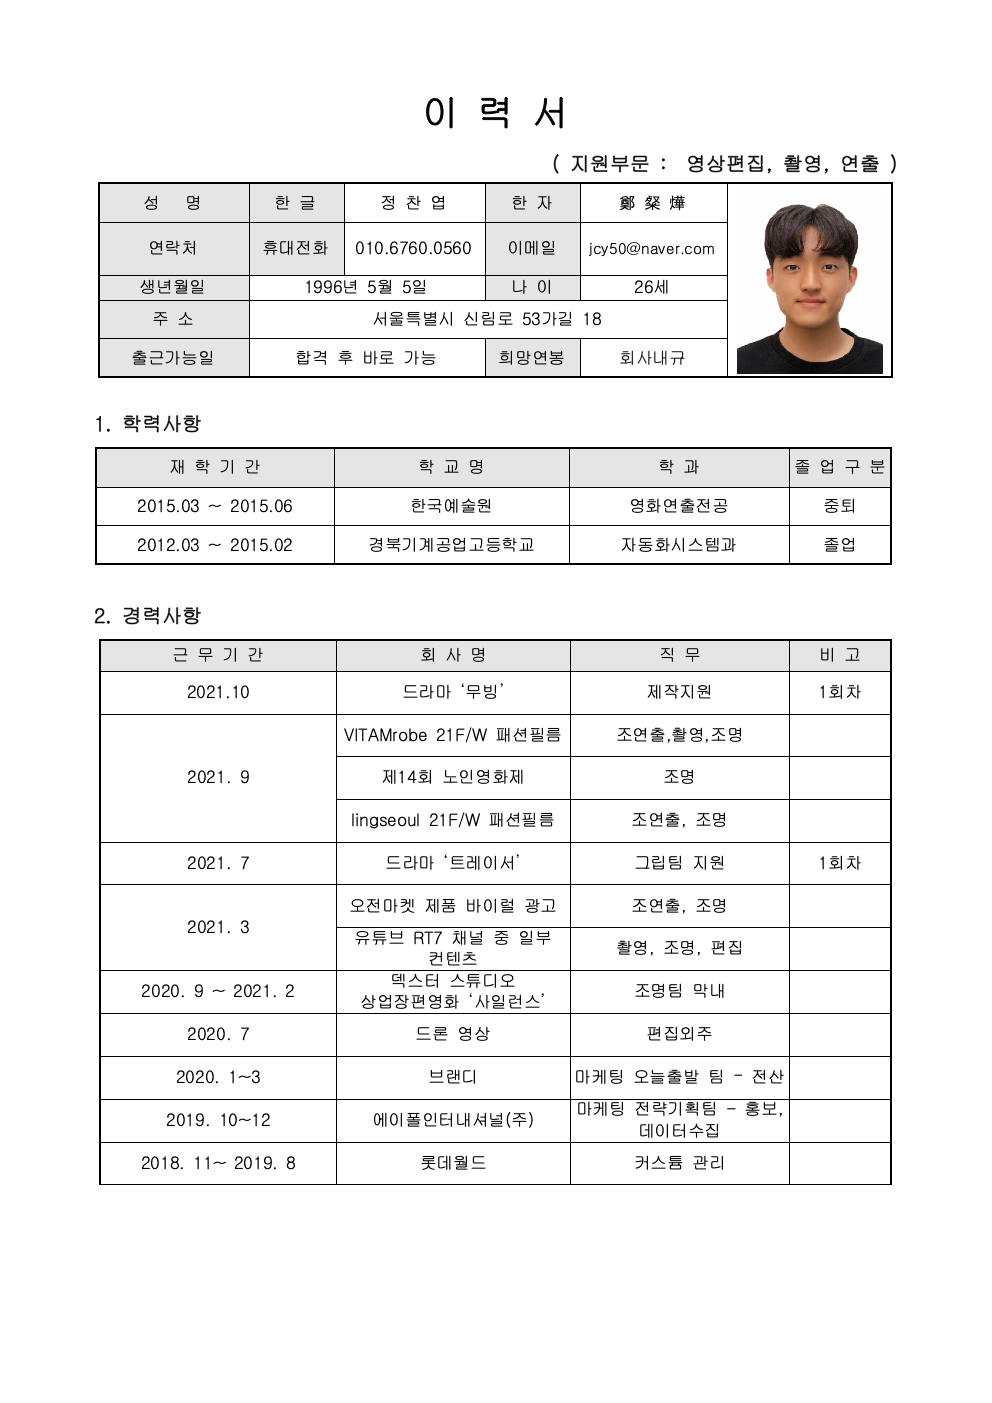 이 력 서
( 지원부문 : 영상편집, 촬영, 연출 )
성 명 한 글 정 찬 엽 한 자 鄭 粲 燁
연락처 휴대전화 010.6760.0560 이메일 jcy50@naver.com
생년월일 1996년 5월 5일 나 이 26세
주 소 서울특별시 신림로 53가길 18
출근가능일 합격 후 바로 가능 희망연봉 회사내규
1. 학력사항
재 학 기 간 학 교 명 학 과 졸 업 구 분
2015.03 ~ 2015.06 한국예술원 영화연출전공 중퇴
2012.03 ~ 2015.02 경북기계공업고등학교 자동화시스템과 졸업
2. 경력사항
근 무 기 간 회 사 명 직 무 비 고
2021.10 드라마 ‘무빙’ 제작지원 1회차
VITAMrobe 21F/W 패션필름 조연출,촬영,조명
2021. 9 제14회 노인영화제 조명
lingseoul 21F/W 패션필름 조연출, 조명
2021. 7 드라마 ‘트레이서’ 그립팀 지원 1회차
오전마켓 제품 바이럴 광고 조연출, 조명
2021. 3
유튜브 RT7 채널 중 일부
컨텐츠
촬영, 조명, 편집
2020. 9 ~ 2021. 2
덱스터 스튜디오
상업장편영화 ‘사일런스’
조명팀 막내
2020. 7 드론 영상 편집외주
2020. 1~3 브랜디 마케팅 오늘출발 팀 - 전산
2019. 10~12 에이폴인터내셔널(주)
마케팅 전략기획팀 - 홍보,
데이터수집
2018. 11~ 2019. 8 롯데월드 커스튬 관리